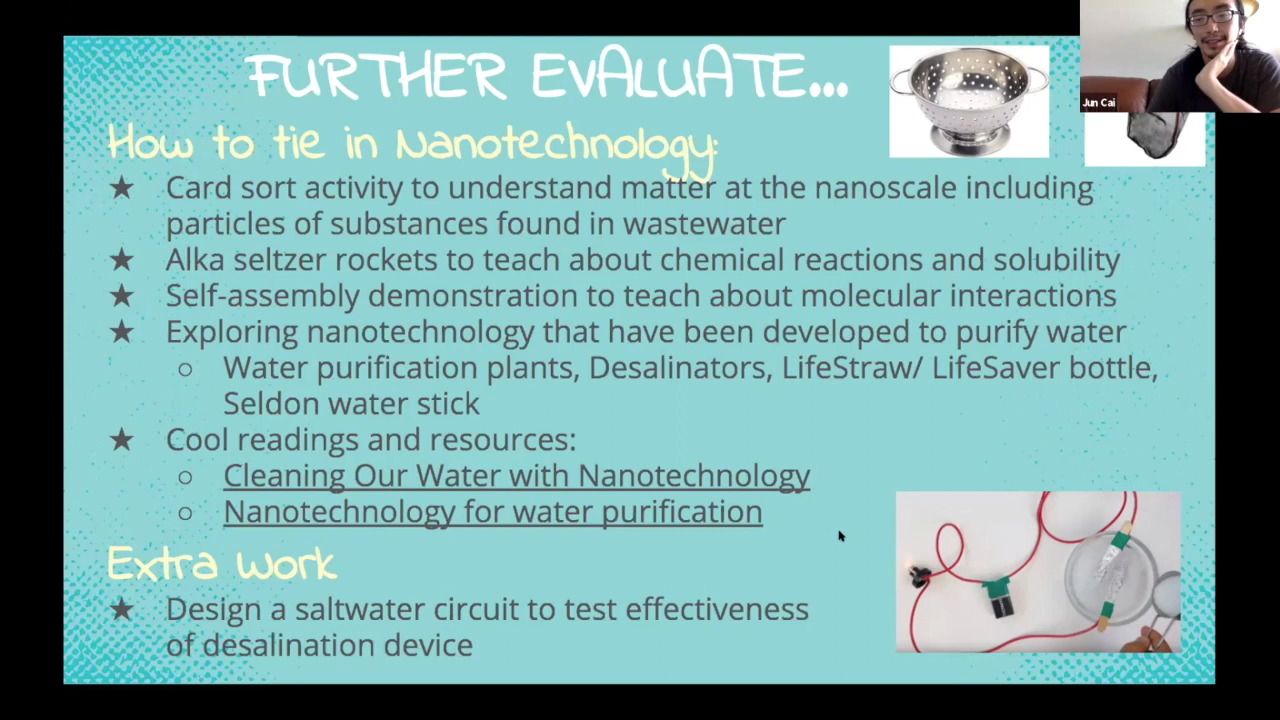 FURTHER EVALUATE...
Jun Cai
How to tie in Nanotechnology:
★ Card sort activity to understand matter at the nanoscale including
particles of substances found in wastewater
★ Alka seltzer rockets to teach about chemical reactions and solubility
★ Self-assembly demonstration to teach about molecular interactions
★ Exploring nanotechnology that have been developed to purify water
○ Water purification plants, Desalinators, LifeStraw/ LifeSaver bottle,
Seldon water stick
★ Cool readings and resources:
○ Cleaning Our Water with Nanotechnology
○ Nanotechnology for water purification
Extra Work
★ Design a saltwater circuit to test effectiveness
of desalination device